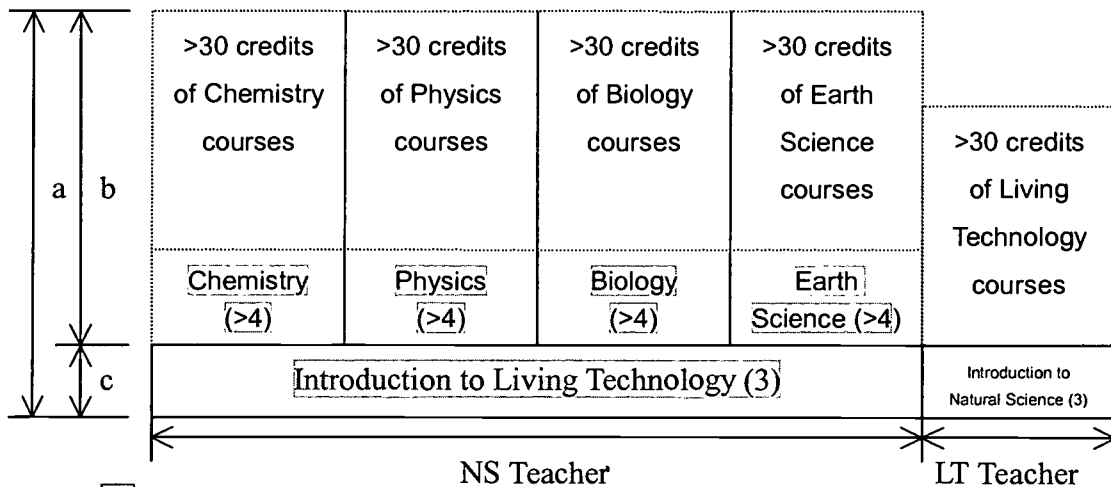 >30 credits
of Chemistry
courses
>30 credits
of Physics
courses
>30 credits
of Biology
courses
>30 credits
of Earth
Science
courses
>30 credits
of Living
Technology
courses
a
b
Chemistry
(>4)
Physics
(>4)
Biology
(>4)
Earth
Science (>4)
c
Introduction to Living Technology (3)
Introduction to
Natural Science (3)
NS Teacher
LT Teacher